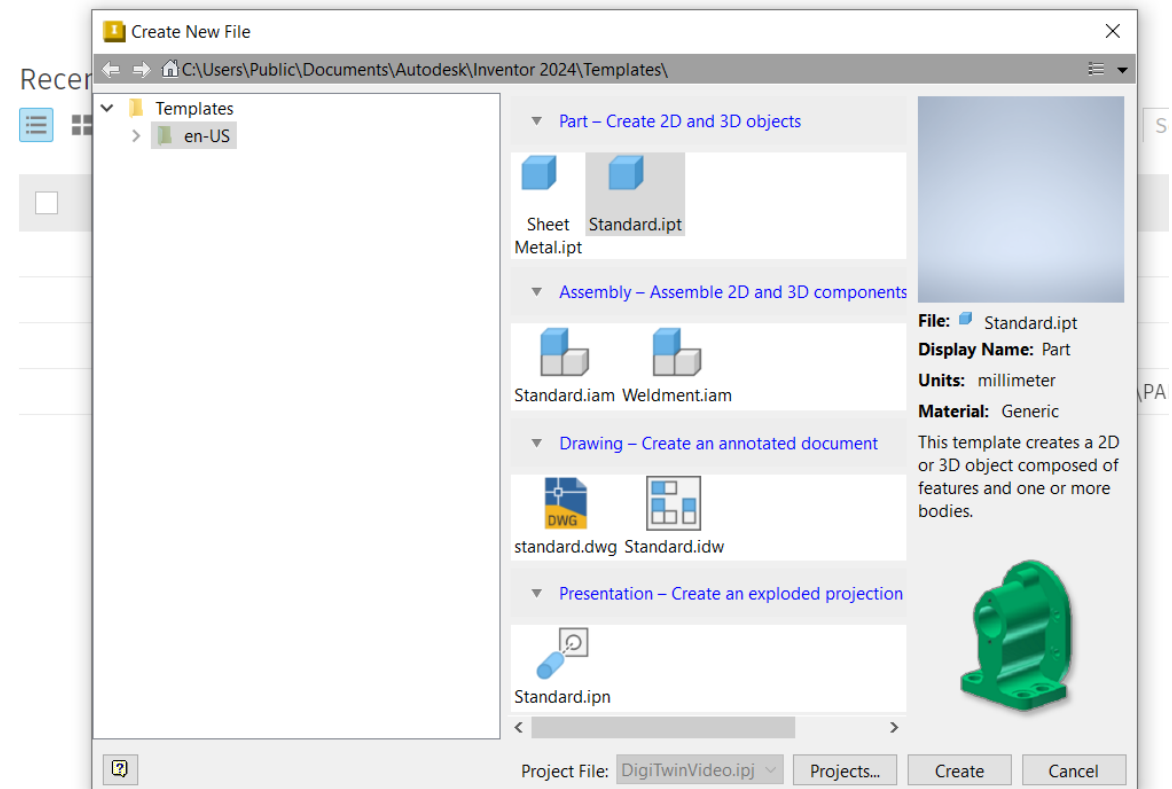 Create New File
C:\Users\Public\Documents\Autodesk\Inventor 2024\Templates\
Recer
Templates
en-US
Part – Create 2D and 3D objects
Sheet
Metal.ipt
Standard.ipt
Assembly – Assemble 2D and 3D components
Standard.iam
Weldment.iam
Drawing – Create an annotated document
DWG
standard.dwg
Standard.idw
Presentation – Create an exploded projection
Standard.ipn
File: Standard.ipt
Display Name: Part
Units: millimeter
Material: Generic
This template creates a 2D
or 3D object composed of
features and one or more
bodies.
S
\PA
Project File: DigiTwinVideo.ipj
Projects...
Create
Cancel